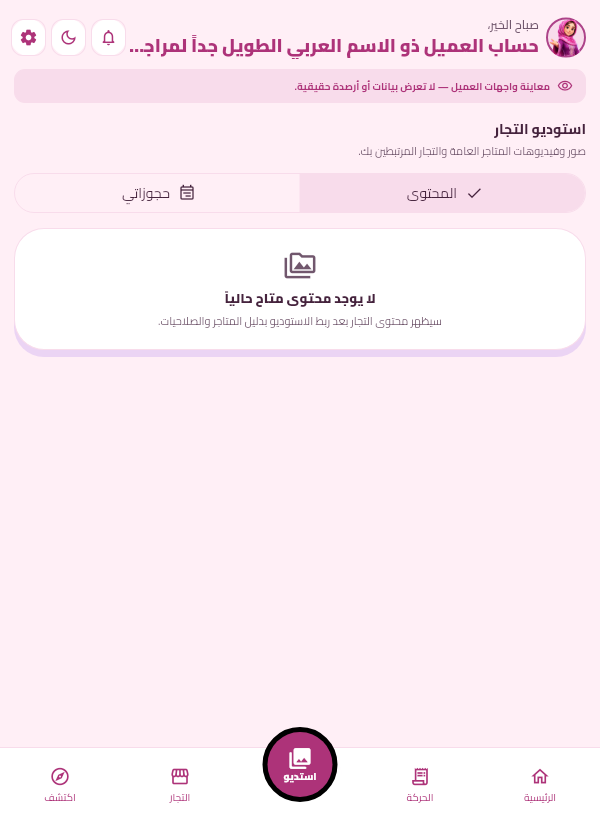 صباح الخير،
حساب العميل ذو الاسم العربي الطويل جداً لمراجـ...
معاينة واجهات العميل — لا تعرض بيانات أو أرصدة حقيقية.
استوديو التجار
صور وفيديوهات المتاجر العامة والتجار المرتبطين بك.
المحتوى
حجوزاتي
لا يوجد محتوى متاح حالياً
سيظهر محتوى التجار بعد ربط الاستوديو بدليل المتاجر والصلاحيات.
الرئيسية
الحركة
استديو
التجار
اكتشف